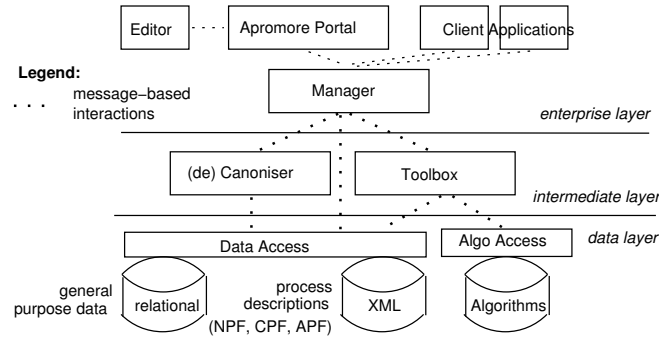 Editor
Apromore Portal
Client Applications
Legend:
. . . message−based
interactions
Manager
enterprise layer
(de) Canoniser
Toolbox
intermediate layer
Data Access
Algo Access
data layer
general
purpose data
relational
process
descriptions
(NPF, CPF, APF)
XML
Algorithms